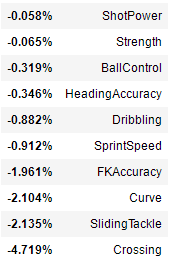 -0.058% ShotPower
-0.065% Strength
-0.319% BallControl
-0.346% HeadingAccuracy
-0.882% Dribbling
-0.912% SprintSpeed
-1.961% FKAccuracy
-2.104% Curve
-2.135% SlidingTackle
-4.719% Crossing